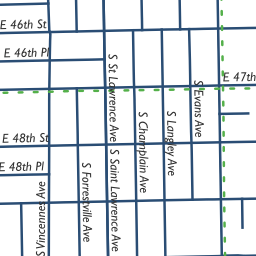 E 46th St
E 46th Pl
E 47th
S St Lawrence Ave
S Evans Ave
S Champlain Ave
S Langley Ave
E 48th St
E 48th Pl
S Forrestville Ave
S Saint Lawrence Ave
S Vincennes Ave